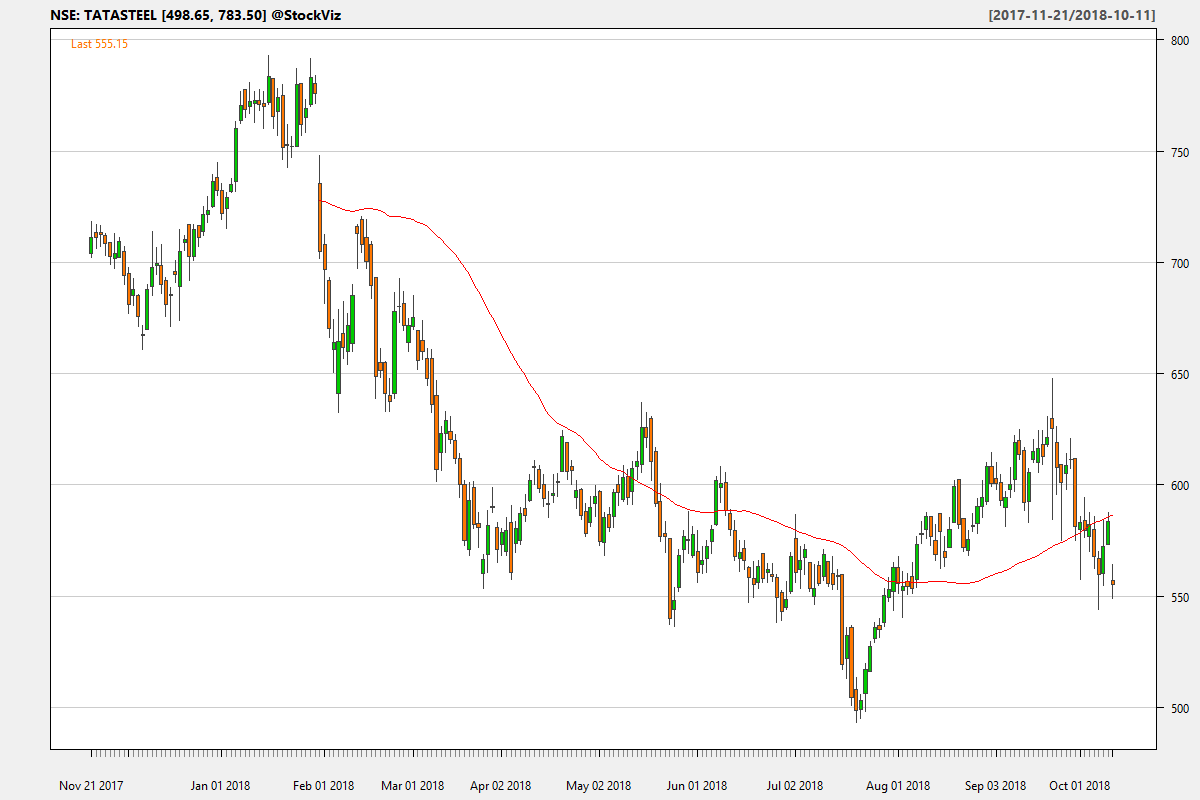 NSE: TATASTEEL [498.65, 783.50] @StockViz
[2017-11-21/2018-10-11]
Last 555.15
800
750
700
650
600
550
500
Nov 21 2017
Jan 01 2018
Feb 01 2018
Mar 01 2018
Apr 02 2018
May 02 2018
Jun 01 2018
Jul 02 2018
Aug 01 2018
Sep 03 2018
Oct 01 2018